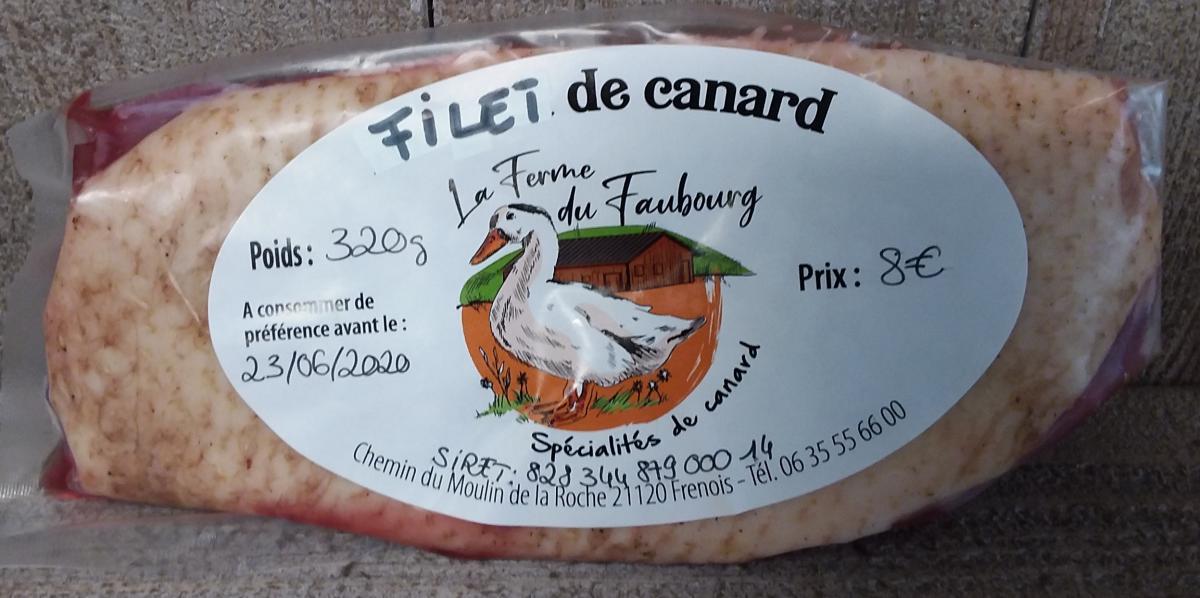 FILET de canard
La Ferme
du Faubourg
Poids : 320g
Prix : 8€
A consommer de
préférence avant le :
23/06/2020
Spécialités de canard
SIRET: 828 344 879 000 14
Chemin du Moulin de la Roche 21120 Frenois - Tél. 06 35 55 66 00